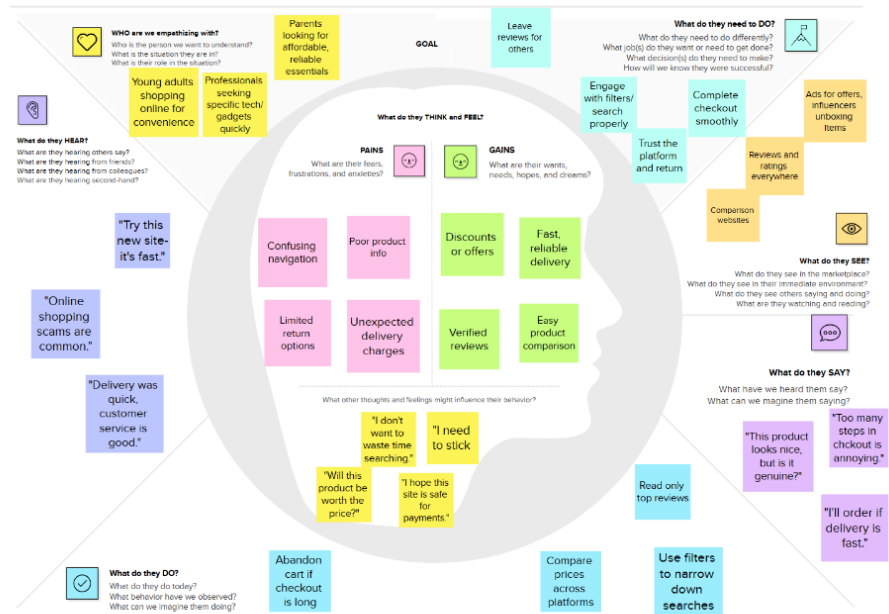 WHO are we empathizing with?
Who is the person we want to understand?
What is the situation they are in?
What is their role in the situation?
Parents
looking for
affordable,
reliable
essentials
Young adults
shopping
online for
convenience
Professionals
seeking
specific tech/
gadgets
quickly
GOAL
Leave
reviews for
others
What do they need to DO?
What do they need to do differently?
What job(s) do they want or need to get done?
What decision(s) do they need to make?
How will we know they were successful?
Engage
with filters/
search
properly
Complete
checkout
smoothly
Trust the
platform
and return
Ads for offers,
influencers
unboxing
items
Reviews and
ratings
everywhere
Comparison
websites
What do they SEE?
What do they see in the marketplace?
What do they see in their immediate environment?
What do they see others saying and doing?
What are they watching and reading?
What do they HEAR?
What are they hearing others say?
What are they hearing from friends?
What are they hearing from colleagues?
What are they hearing second-hand?
"Try this
new site-
it's fast."
"Online
shopping
scams are
common."
"Delivery was
quick,
customer
service is
good."
What do they THINK and FEEL?
PAINS
What are their fears,
frustrations, and anxieties?
GAINS
What are their wants,
needs, hopes, and dreams?
Confusing
navigation
Poor product
info
Limited
return
options
Unexpected
delivery
charges
Discounts
or offers
Fast,
reliable
delivery
Verified
reviews
Easy
product
comparison
What other thoughts and feelings might influence their behavior?
"I don't
want to
waste time
searching."
"I need
to stick
"Will this
product be
worth the
price?"
"I hope this
site is safe
for
payments."
What do they SAY?
What have we heard them say?
What can we imagine them saying?
"Too many
steps in
chckout is
annoying."
"This product
looks nice,
but is it
genuine?"
"I'll order if
delivery is
fast."
What do they DO?
What do they do today?
What behavior have we observed?
What can we imagine them doing?
Abandon
cart if
checkout
is long
Read only
top reviews
Compare
prices
across
platforms
Use filters
to narrow
down
searches